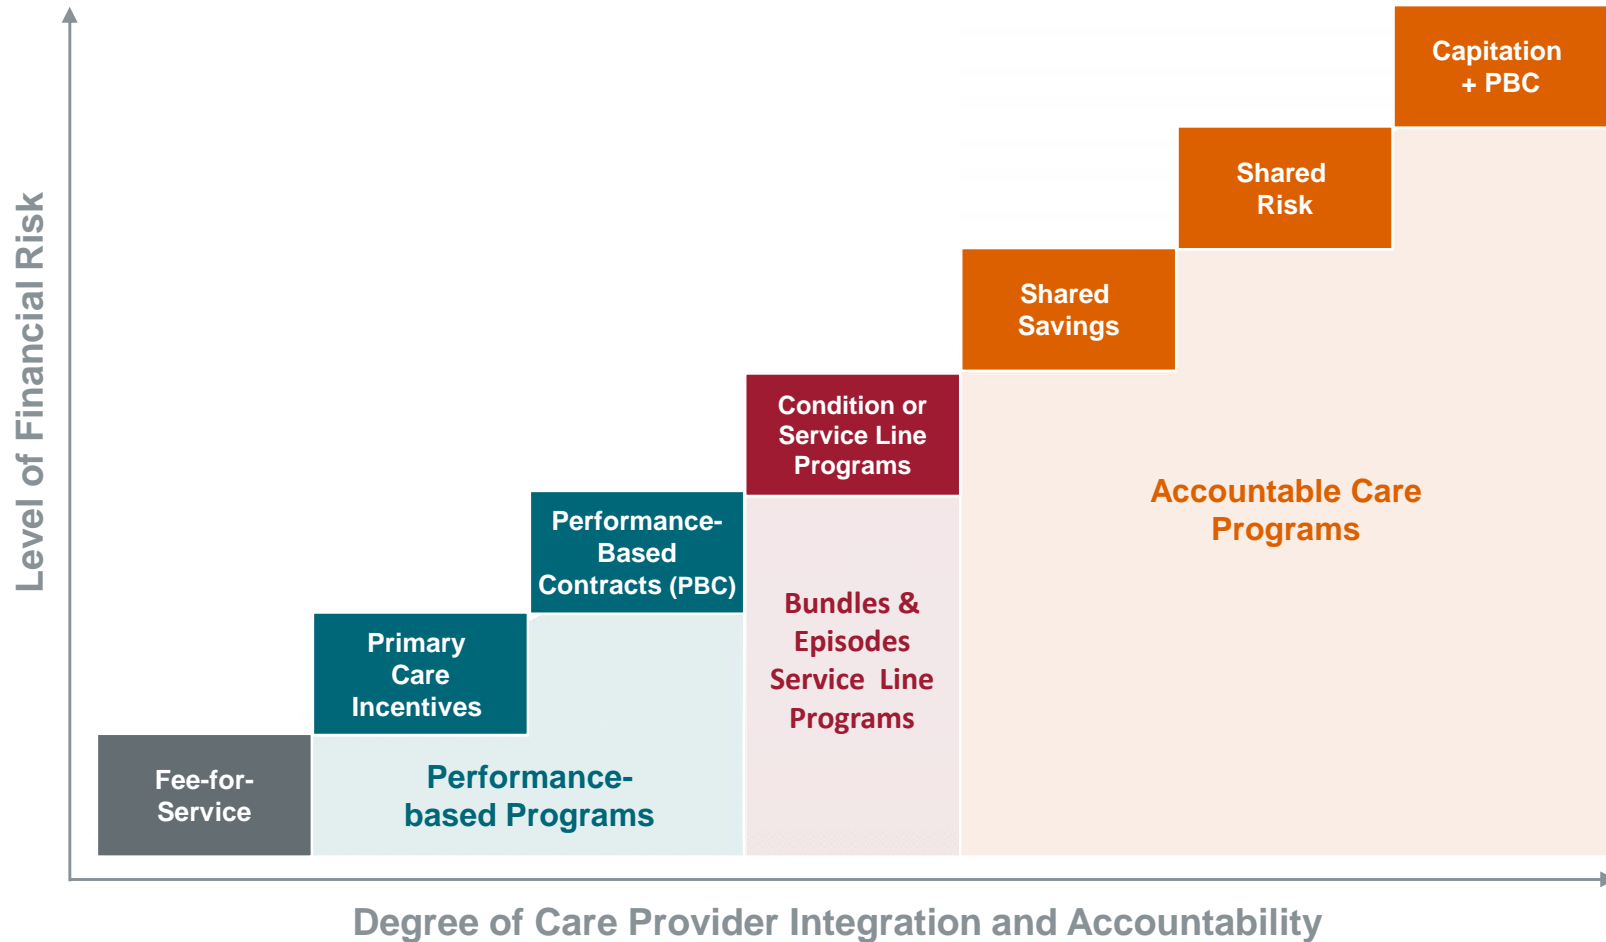 Level of Financial Risk
Capitation
+ PBC
Shared
Risk
Shared
Savings
Condition or
Service Line
Programs
Accountable Care
Programs
Performance-
Based
Contracts (PBC)
Bundles &
Episodes
Service Line
Programs
Primary
Care
Incentives
Fee-for-
Service
Performance-
based Programs
Degree of Care Provider Integration and Accountability